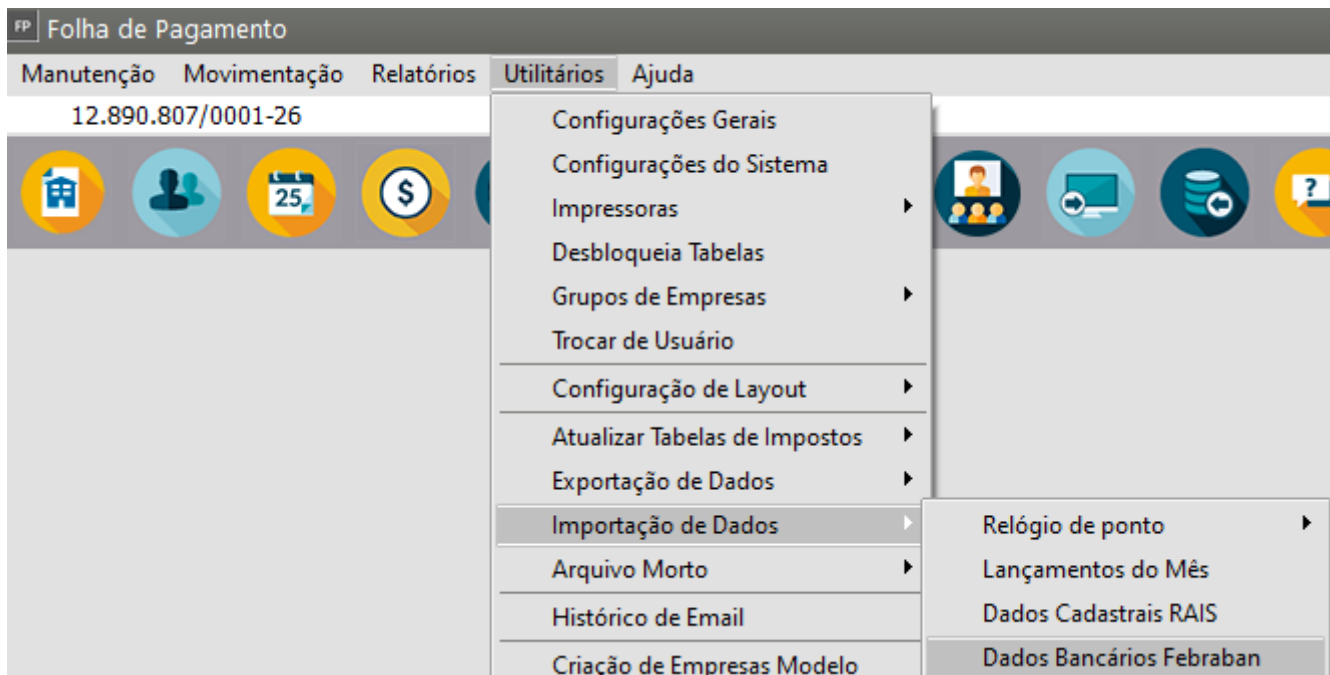 FP Folha de Pagamento
Manutenção Movimentação Relatórios Utilitários Ajuda
12.890.807/0001-26
25
$
?
Configurações Gerais
Configurações do Sistema
Impressoras
Desbloqueia Tabelas
Grupos de Empresas
Trocar de Usuário
Configuração de Layout
Atualizar Tabelas de Impostos
Exportação de Dados
Importação de Dados
Arquivo Morto
Histórico de Email
Criação de Empresas Modelo
Relógio de ponto
Lançamentos do Mês
Dados Cadastrais RAIS
Dados Bancários Febraban